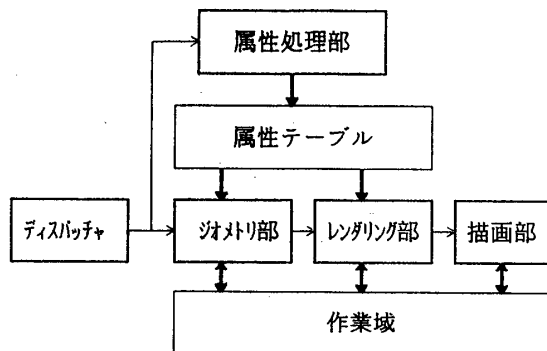 属性処理部
属性テーブル
ディスパッチャ
ジオメトリ部
レンダリング部
描画部
作業域